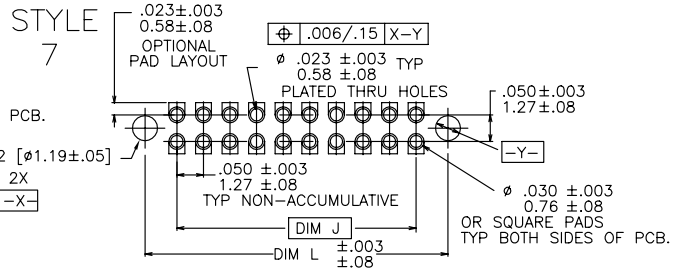 STYLE
7
.023±.003
0.58±.08
OPTIONAL
PAD LAYOUT
⌖ .006/.15 X-Y
ø .023 ±.003 TYP
0.58 ±.08
PLATED THRU HOLES
.050±.003
1.27±.08
PCB.
2 [ø1.19±.05]
2X
-X-
-Y-
.050 ±.003
1.27 ±.08
TYP NON-ACCUMULATIVE
ø .030 ±.003
0.76 ±.08
OR SQUARE PADS
TYP BOTH SIDES OF PCB.
DIM J
DIM L ±.003
±.08